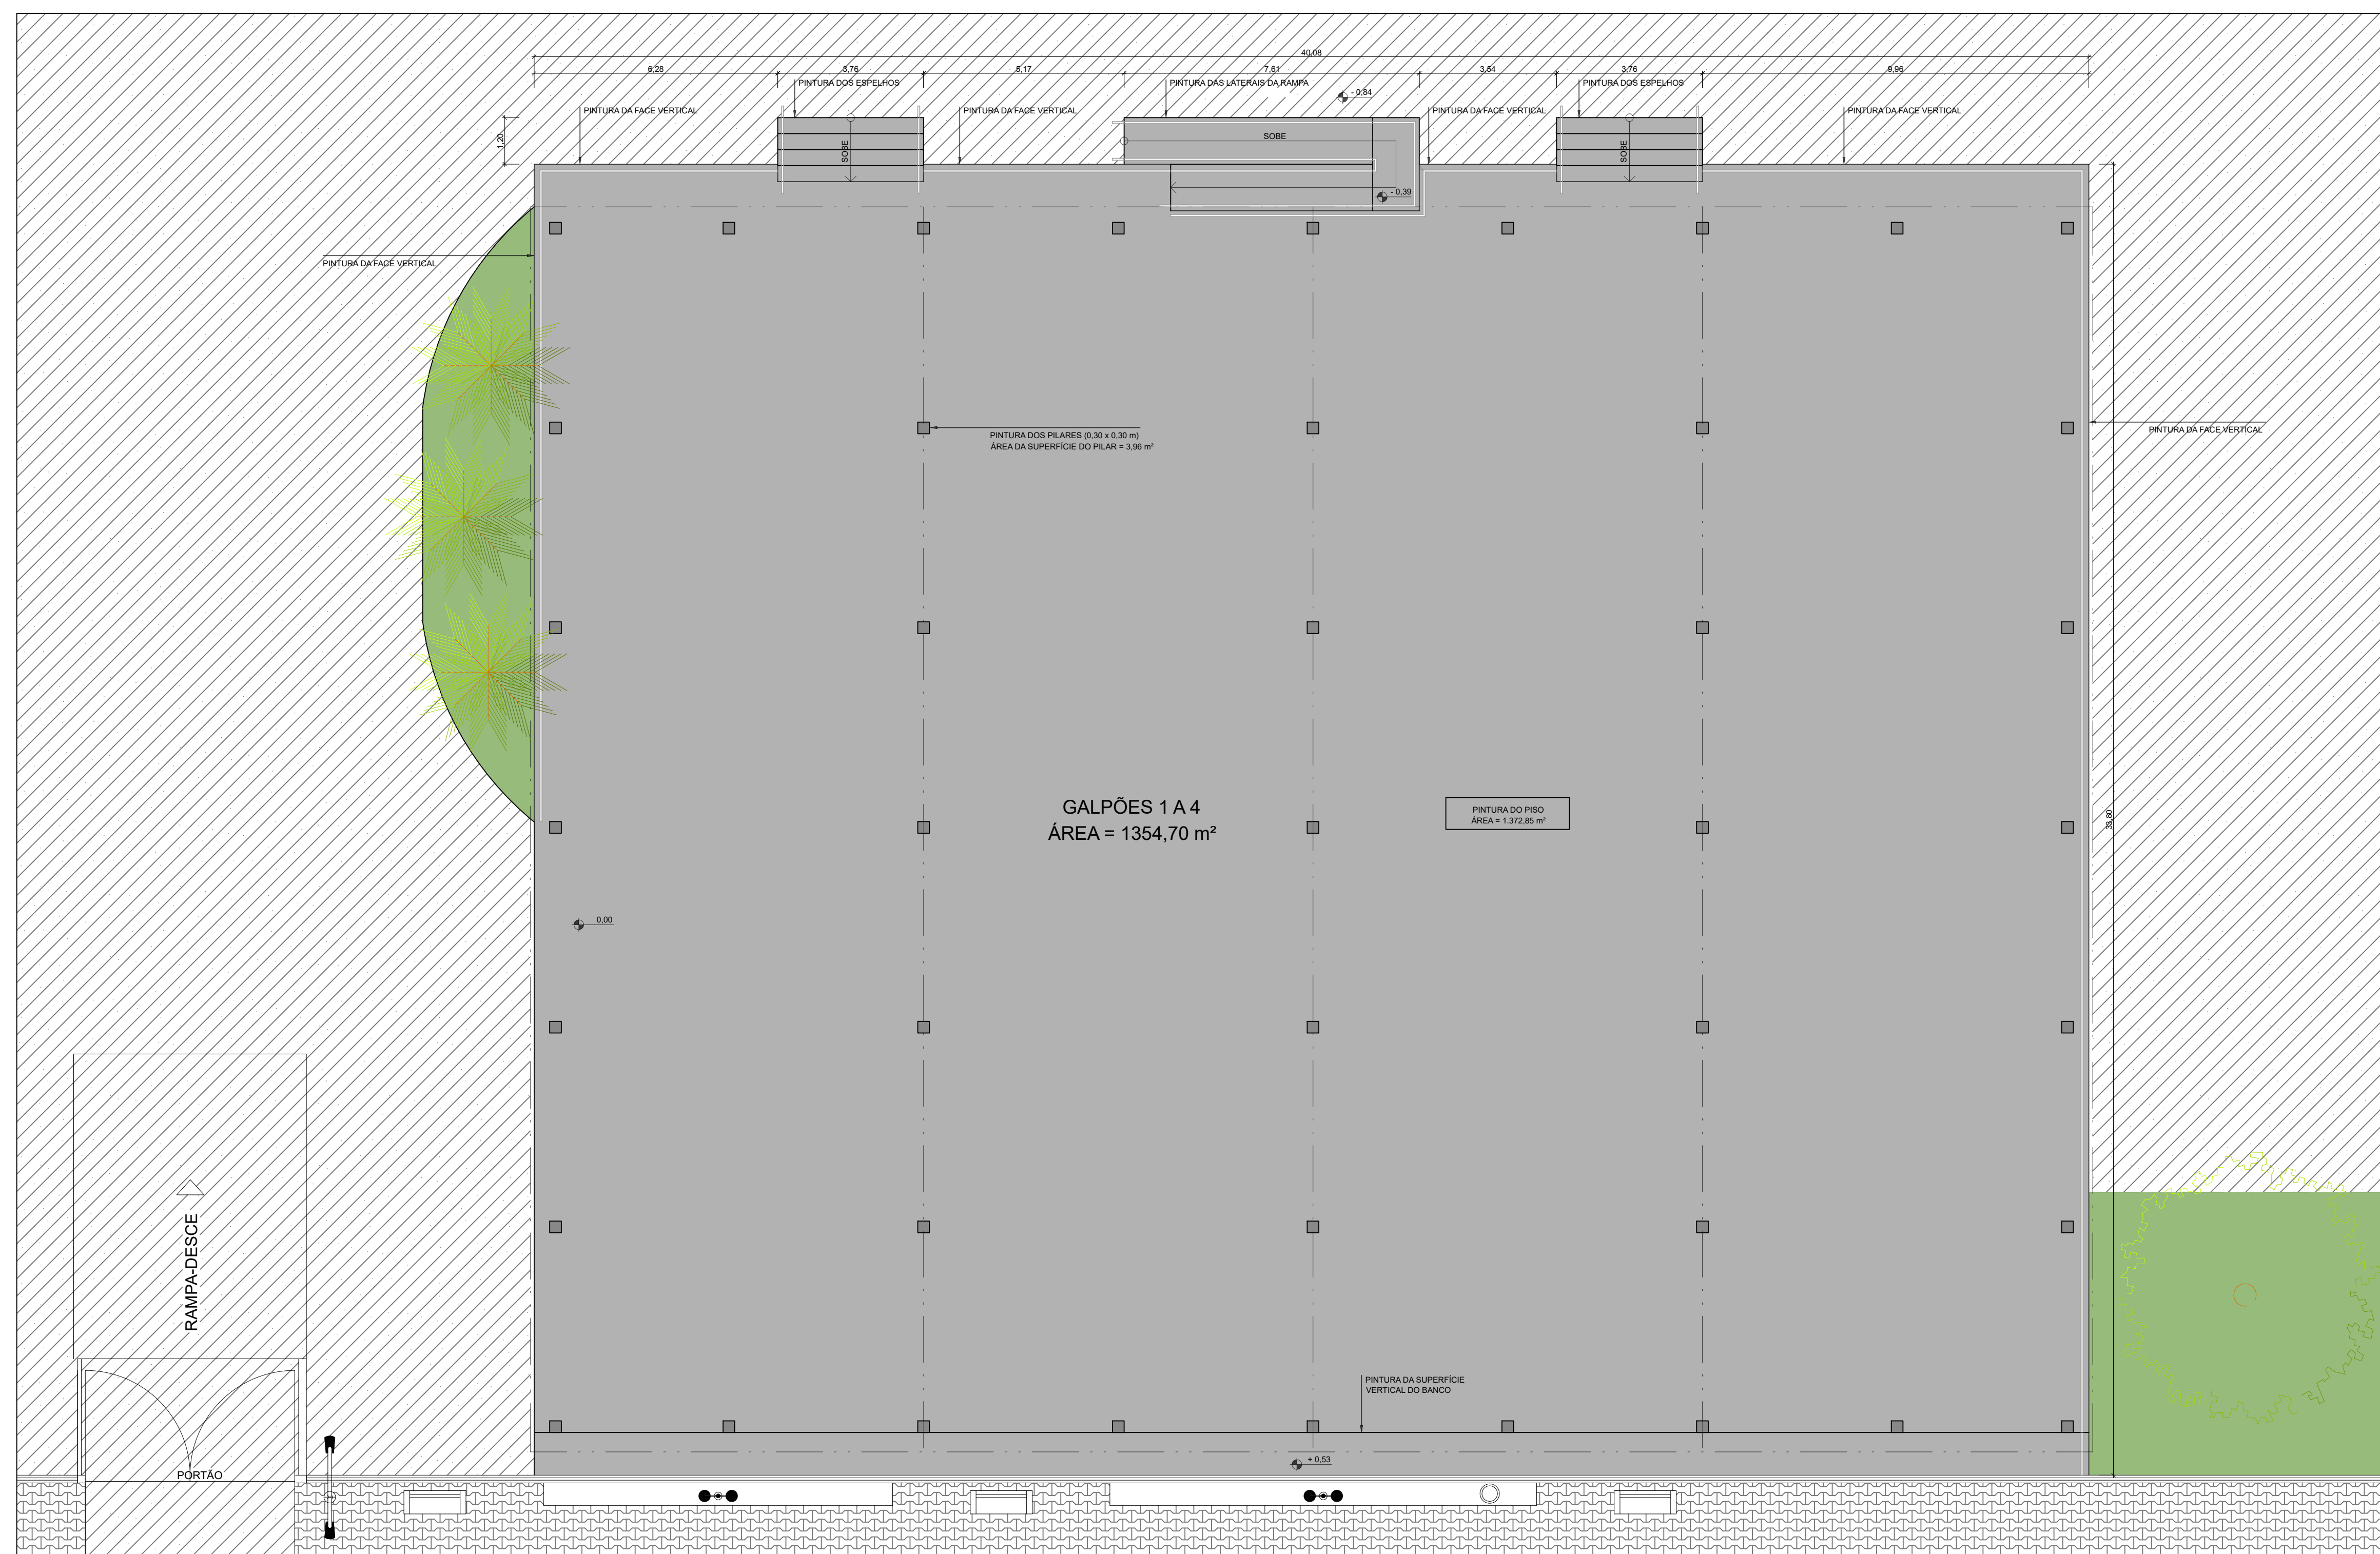 40,08
6,28
3,76
5,17
7,61
3,54
3,76
9,96
PINTURA DOS ESPELHOS
PINTURA DAS LATERAIS DA RAMPA
PINTURA DOS ESPELHOS
- 0,84
PINTURA DA FACE VERTICAL
PINTURA DA FACE VERTICAL
PINTURA DA FACE VERTICAL
PINTURA DA FACE VERTICAL
1,20
SOBE
SOBE
SOBE
- 0,39
PINTURA DA FACE VERTICAL
PINTURA DA FACE VERTICAL
PINTURA DOS PILARES (0,30 x 0,30 m)
ÁREA DA SUPERFÍCIE DO PILAR = 3,96 m²
GALPÕES 1 A 4
ÁREA = 1354,70 m²
PINTURA DO PISO
ÁREA = 1.372,85 m²
33,80
0,00
RAMPA-DESCE
PINTURA DA SUPERFÍCIE
VERTICAL DO BANCO
+ 0,53
PORTÃO